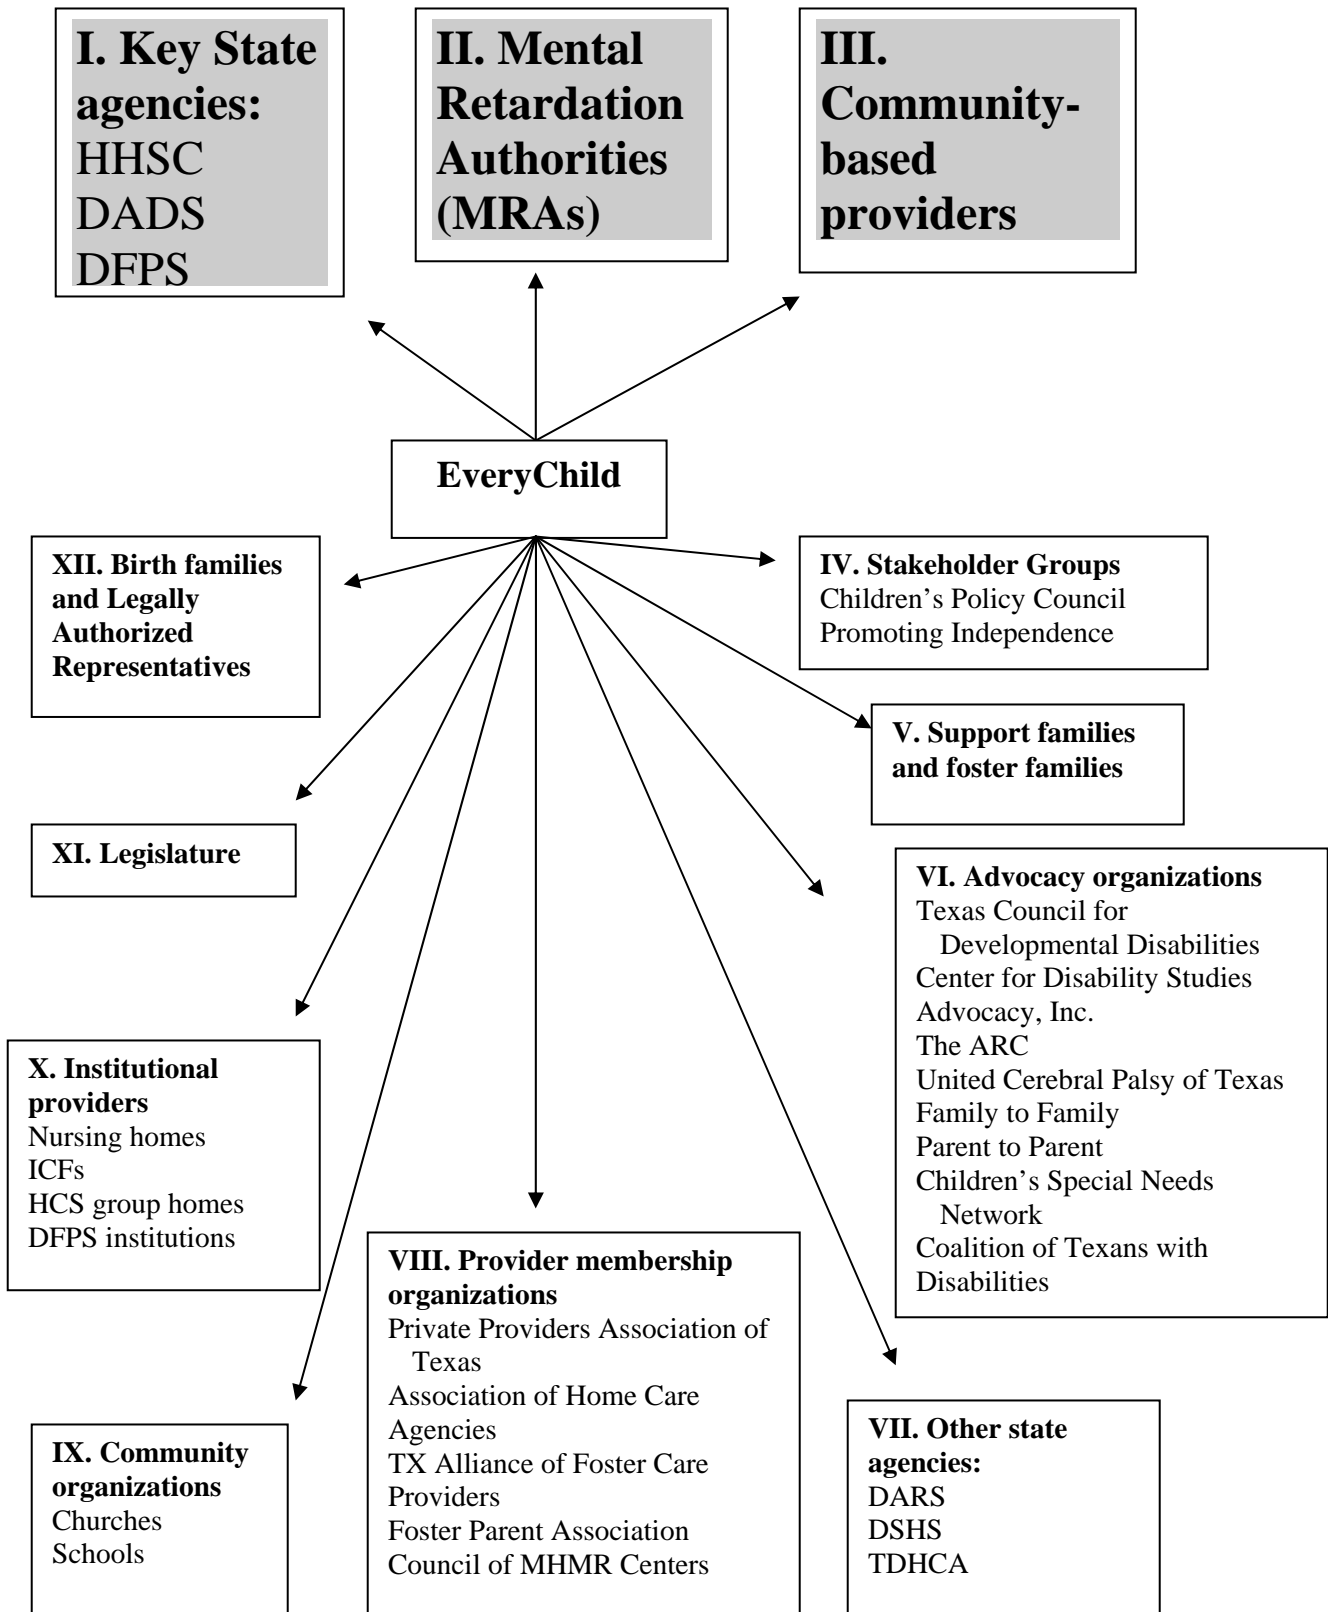 I. Key State
agencies:
HHSC
DADS
DFPS
II. Mental
Retardation
Authorities
(MRAs)
III.
Community-
based
providers
EveryChild
XII. Birth families
and Legally
Authorized
Representatives
IV. Stakeholder Groups
Children’s Policy Council
Promoting Independence
V. Support families
and foster families
XI. Legislature
VI. Advocacy organizations
Texas Council for
Developmental Disabilities
Center for Disability Studies
Advocacy, Inc.
The ARC
United Cerebral Palsy of Texas
Family to Family
Parent to Parent
Children’s Special Needs
Network
Coalition of Texans with
Disabilities
X. Institutional
providers
Nursing homes
ICFs
HCS group homes
DFPS institutions
VIII. Provider membership
organizations
Private Providers Association of
Texas
Association of Home Care
Agencies
TX Alliance of Foster Care
Providers
Foster Parent Association
Council of MHMR Centers
IX. Community
organizations
Churches
Schools
VII. Other state
agencies:
DARS
DSHS
TDHCA